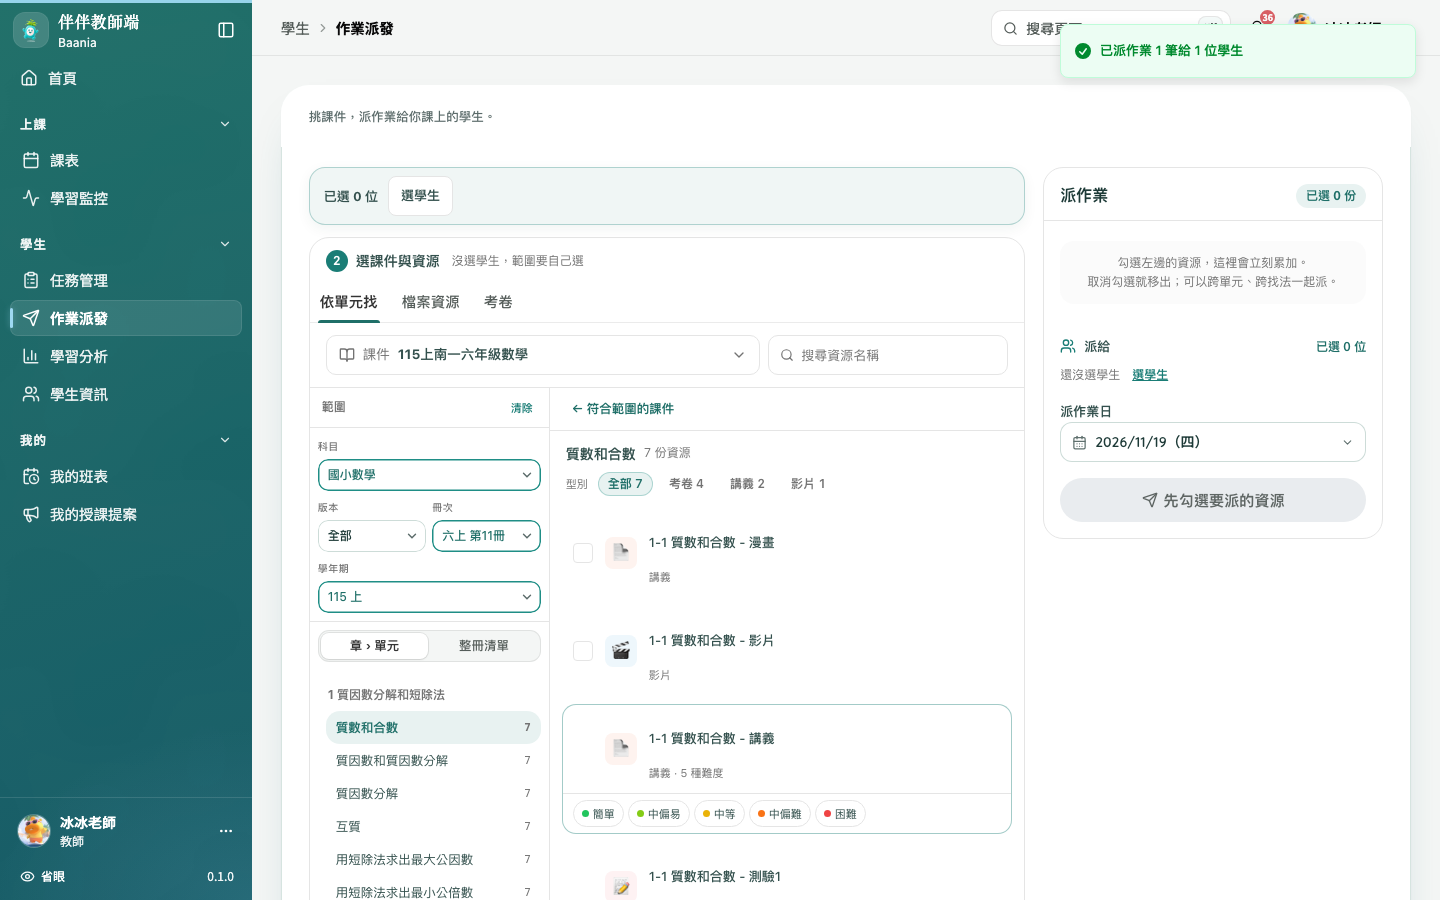 伴伴教師端
Baania
首頁
上課
課表
學習監控
學生
任務管理
作業派發
學習分析
學生資訊
我的
我的班表
我的授課提案
冰冰老師
教師
省眼
0.1.0
學生
作業派發
36
已派作業 1 筆給 1 位學生
挑課件，派作業給你課上的學生。
已選 0 位
選學生
2 選課件與資源 沒選學生，範圍要自己選
依單元找 檔案資源 考卷
課件 115上南一六年級數學
搜尋資源名稱
範圍
清除
科目
國小數學
版本
冊次
全部
六上 第11冊
學年期
115 上
章 › 單元
整冊清單
1 質因數分解和短除法
質數和合數 7
質因數和質因數分解 7
質因數分解 7
互質 7
用短除法求出最大公因數 7
用短除法求出最小公倍數 7
← 符合範圍的課件
質數和合數 7 份資源
型別 全部 7 考卷 4 講義 2 影片 1
1-1 質數和合數 - 漫畫
講義
1-1 質數和合數 - 影片
影片
1-1 質數和合數 - 講義
講義 · 5 種難度
簡單 中偏易 中等 中偏難 困難
1-1 質數和合數 - 測驗1
派作業
已選 0 份
勾選左邊的資源，這裡會立刻累加。
取消勾選就移出；可以跨單元、跨找法一起派。
派給
已選 0 位
還沒選學生 選學生
派作業日
2026/11/19（四）
先勾選要派的資源